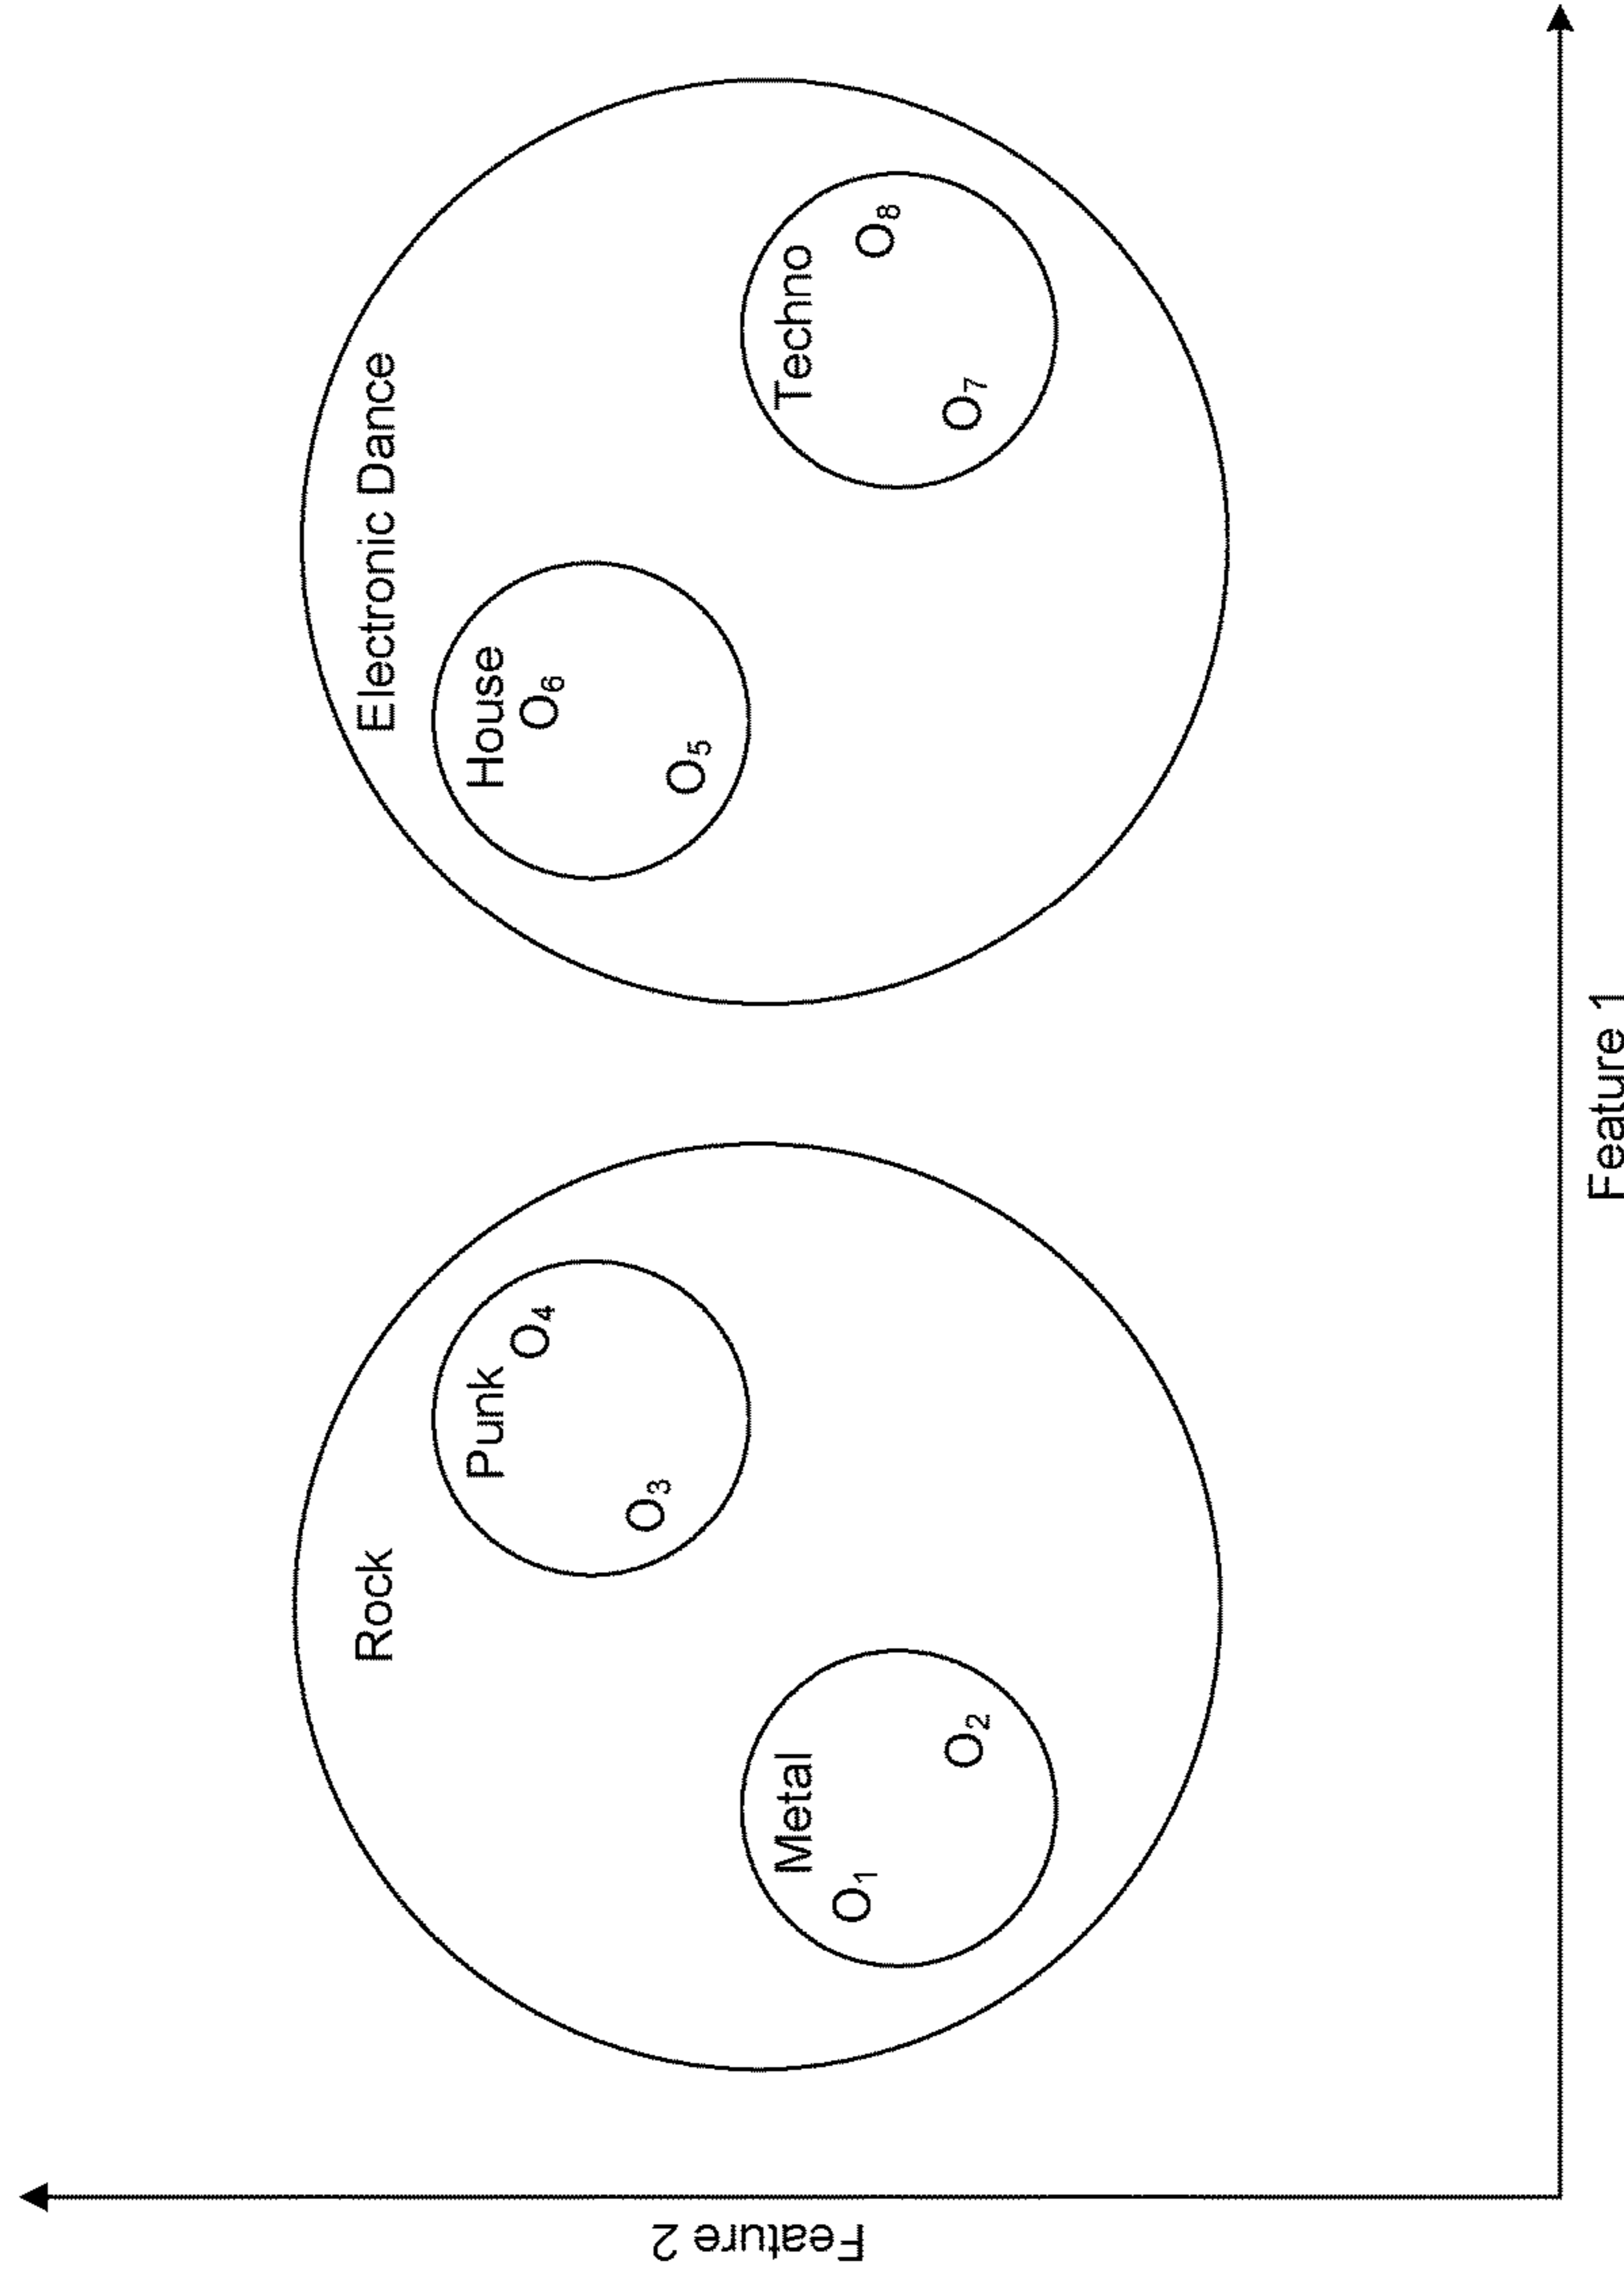 Rock
Electronic Dance
Punk
O4
O3
House
O6
O5
Metal
O1
O2
Techno
O8
O7
Feature 2
Feature 1